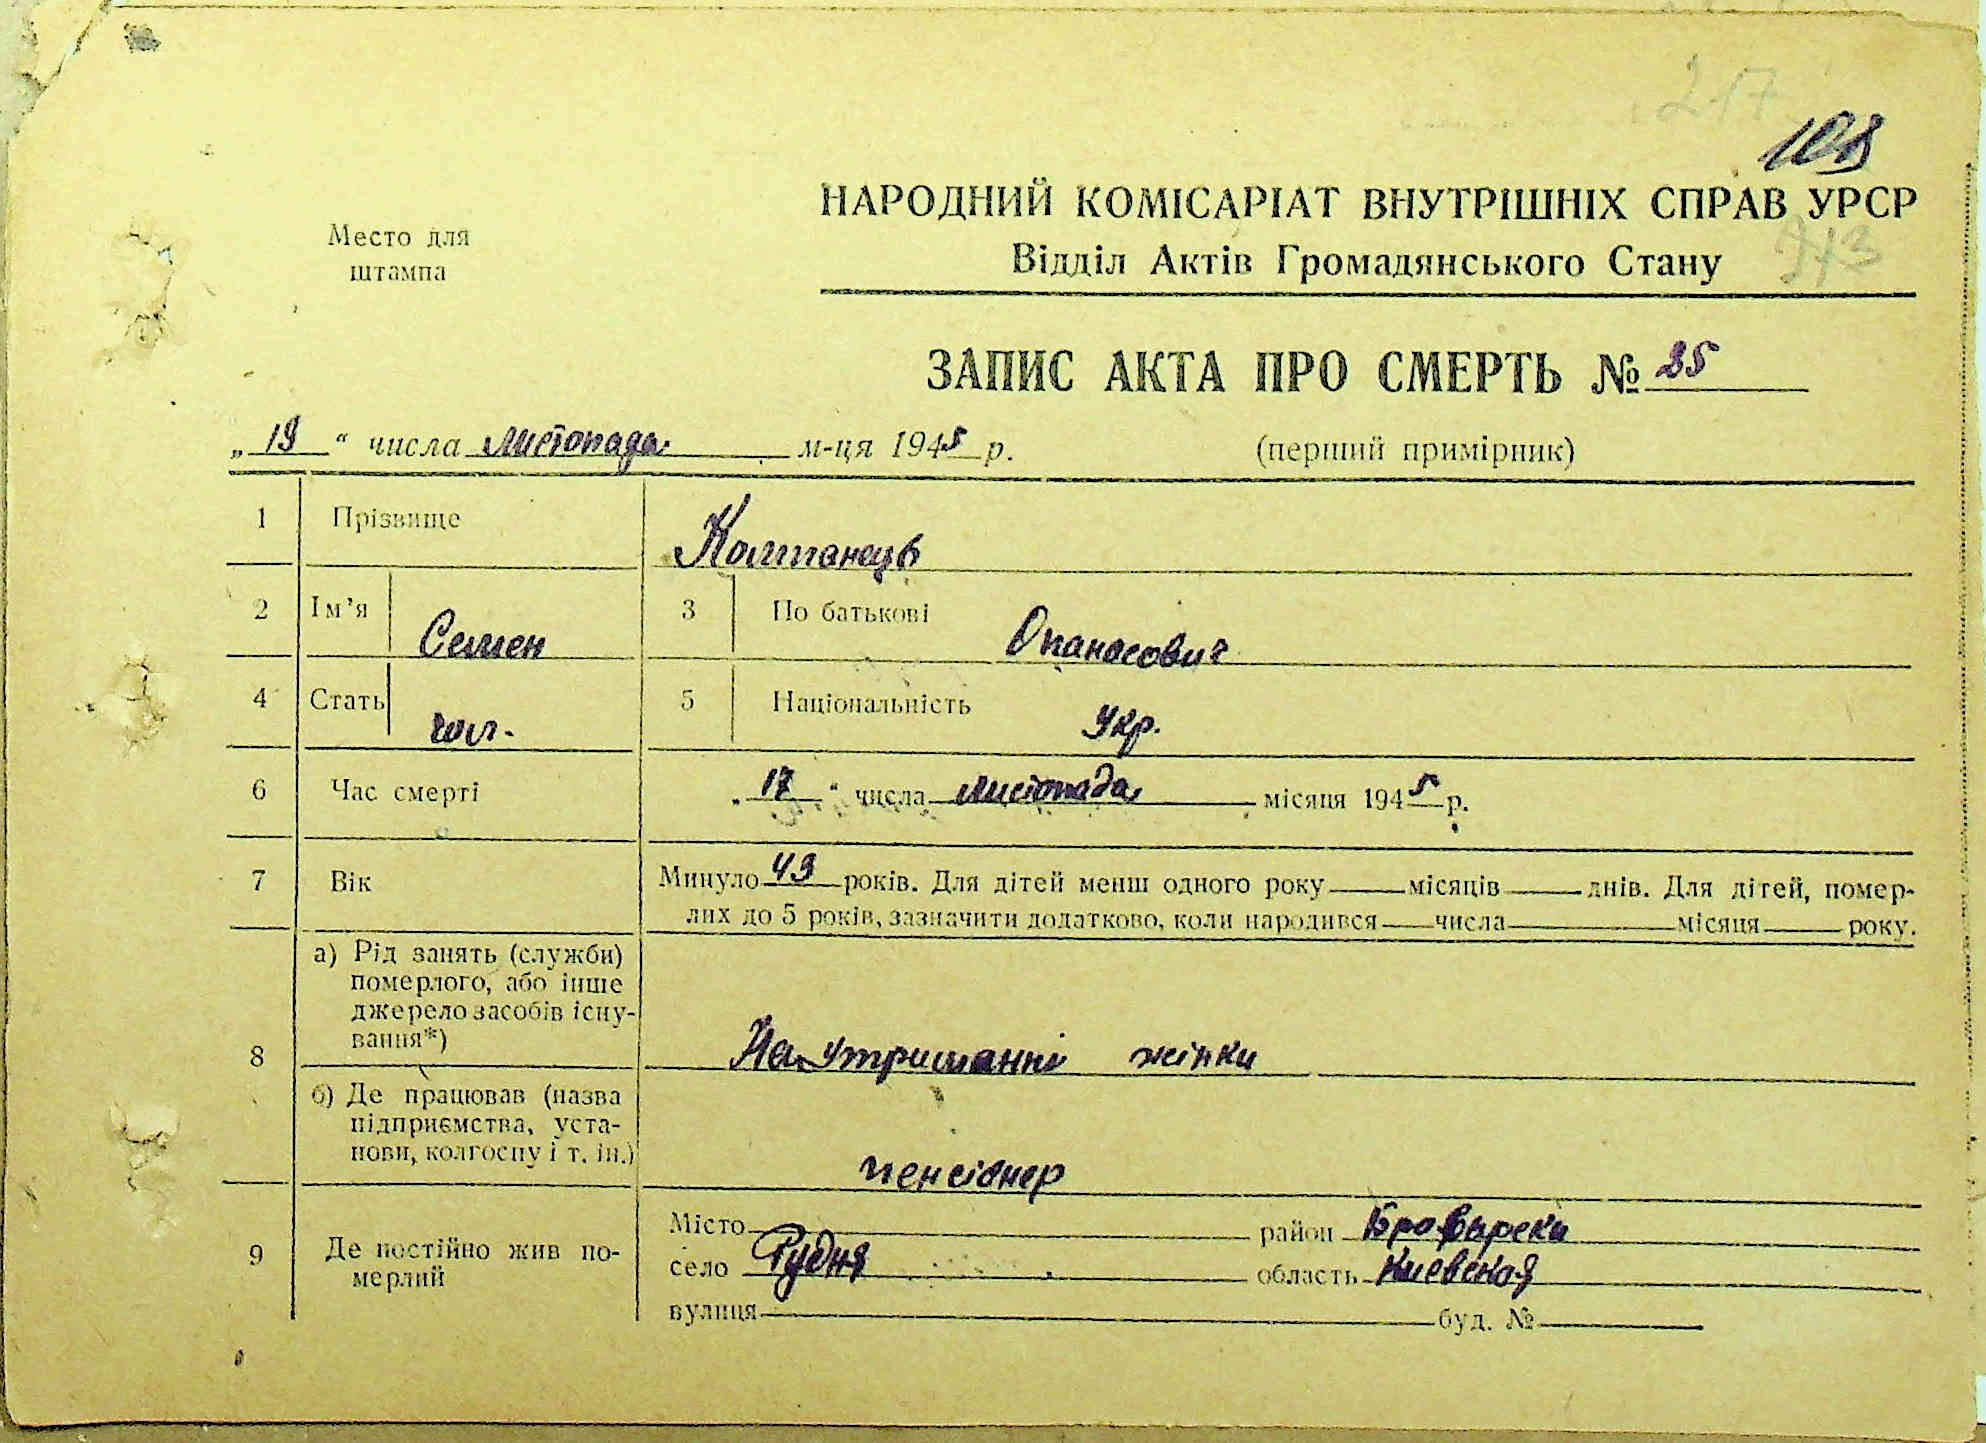 217
108
НАРОДНИЙ КОМІСАРІАТ ВНУТРІШНІХ СПРАВ УРСР
Место для
штампа
Відділ Актів Громадянського Стану
ЗАПИС АКТА ПРО СМЕРТЬ № 25
„19“ числа листопада м-ця 1945 р. (перший примірник)
1 Прізвище Колтанець
2 Ім’я Семен 3 По батькові Опанасович
4 Стать чол. 5 Національність Укр.
6 Час смерті „17“ числа листопада місяця 1945 р.
7 Вік Минуло 43 років. Для дітей менш одного року місяців днів. Для дітей, помер-
лих до 5 років, зазначити додатково, коли народився числа місяця року.
8 а) Рід занять (служби)
померлого, або інше
джерело засобів існу-
вання*) На утриманні жінки
б) Де працював (назва
підприємства, уста-
нови, колгоспу і т. ін.) пенсіонер
9 Де постійно жив по-
мерлий
Місто район
село Рудня область Киевская
вулиця буд. №